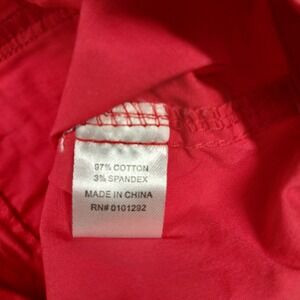 97% COTTON
3% SPANDEX
MADE IN CHINA
RN# 0101292